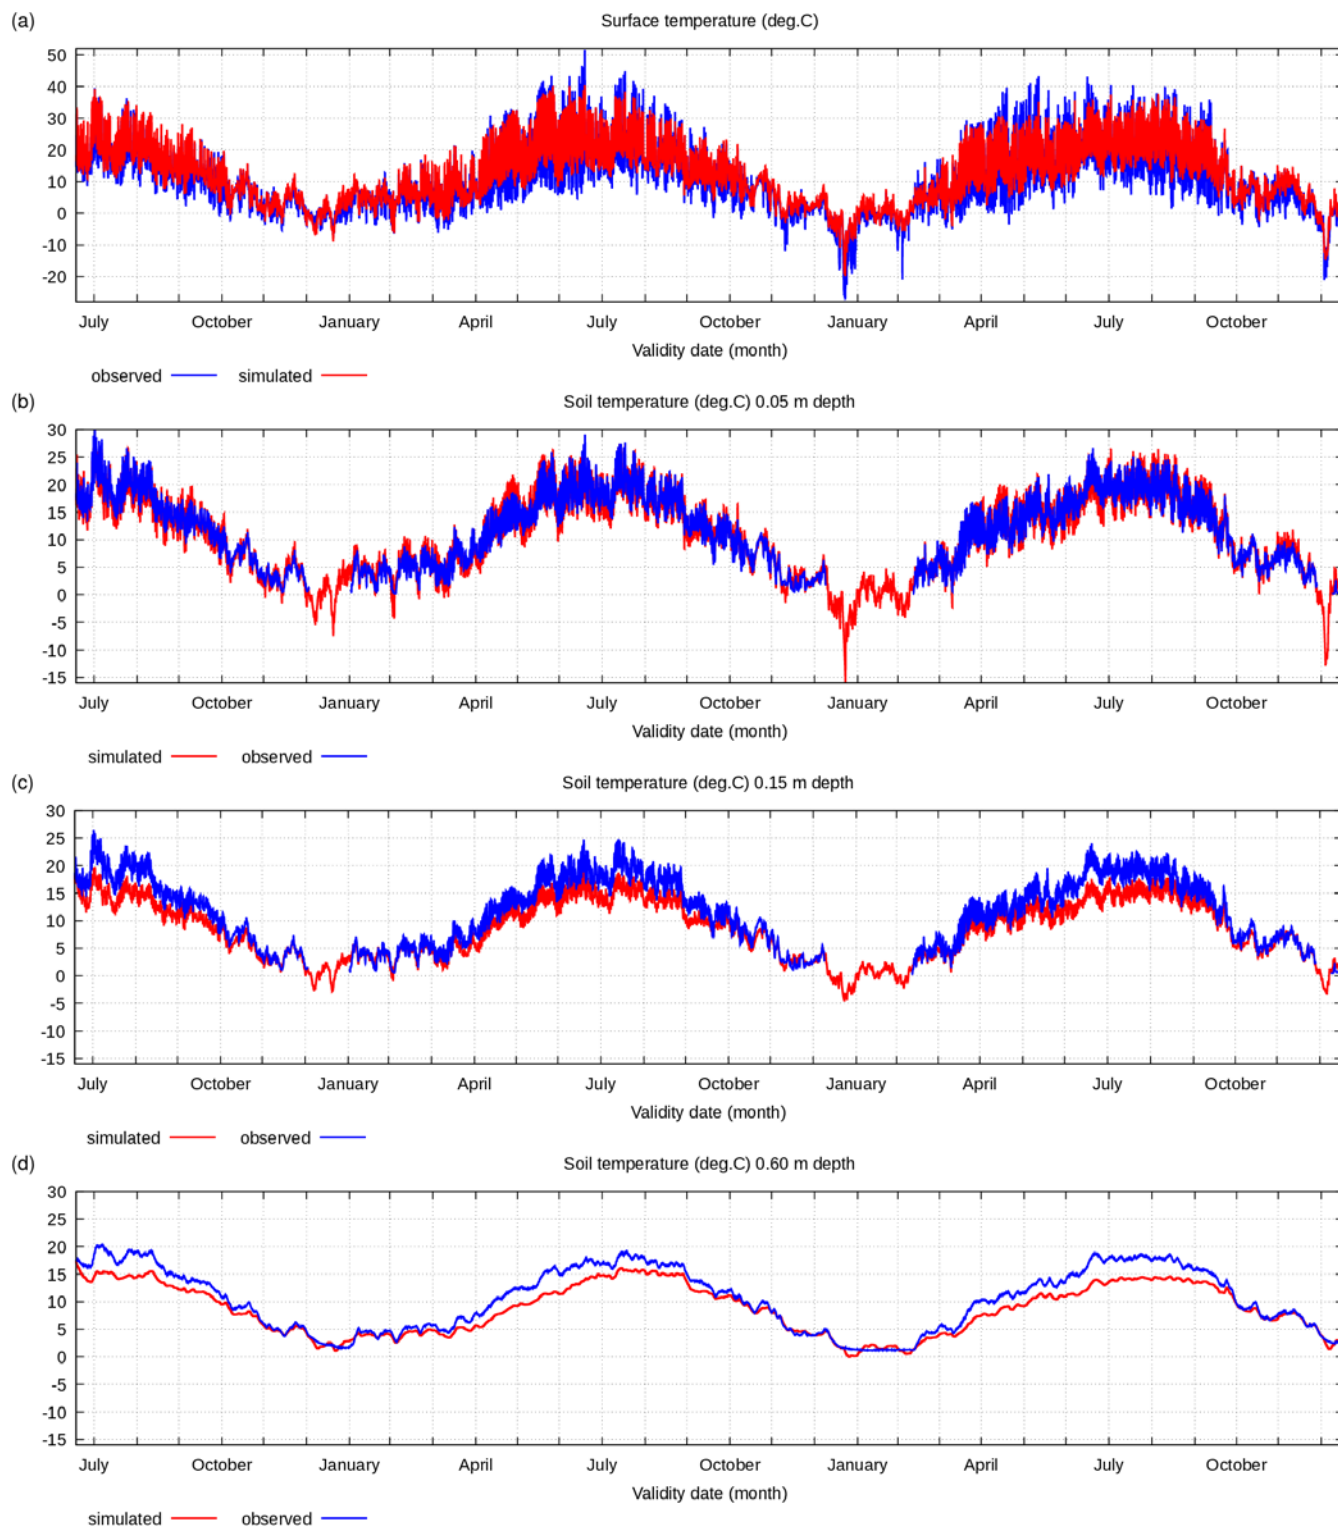 (a)
Surface temperature (deg.C)
50
40
30
20
10
0
-10
-20
July October January April July October January April July October
Validity date (month)
observed simulated
(b)
Soil temperature (deg.C) 0.05 m depth
30
25
20
15
10
5
0
-5
-10
-15
July October January April July October January April July October
Validity date (month)
simulated observed
(c)
Soil temperature (deg.C) 0.15 m depth
30
25
20
15
10
5
0
-5
-10
-15
July October January April July October January April July October
Validity date (month)
simulated observed
(d)
Soil temperature (deg.C) 0.60 m depth
30
25
20
15
10
5
0
-5
-10
-15
July October January April July October January April July October
Validity date (month)
simulated observed